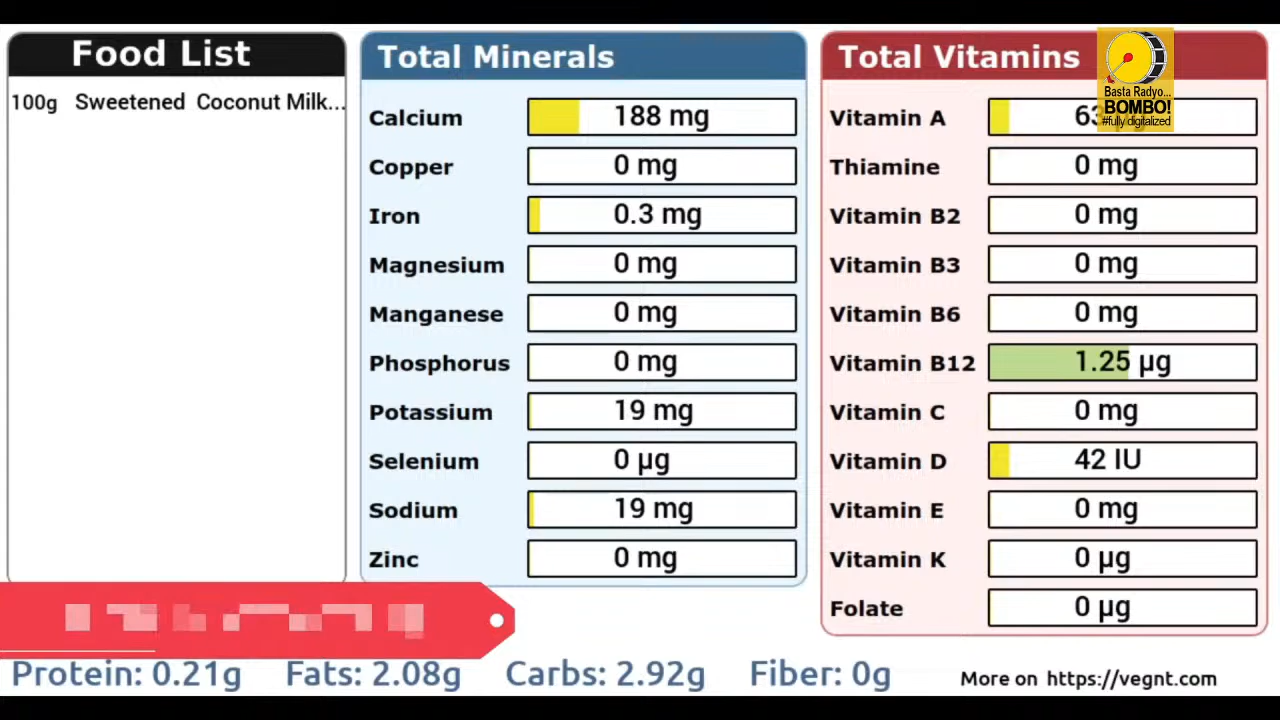 Food List
100g Sweetened Coconut Milk...
Total Minerals
Calcium 188 mg
Copper 0 mg
Iron 0.3 mg
Magnesium 0 mg
Manganese 0 mg
Phosphorus 0 mg
Potassium 19 mg
Selenium 0 µg
Sodium 19 mg
Zinc 0 mg
Total Vitamins
Vitamin A
Thiamine 0 mg
Vitamin B2 0 mg
Vitamin B3 0 mg
Vitamin B6 0 mg
Vitamin B12 1.25 µg
Vitamin C 0 mg
Vitamin D 42 IU
Vitamin E 0 mg
Vitamin K 0 µg
Folate 0 µg
Basta Radyo...
BOMBO!
#fully digitalized
Protein: 0.21g Fats: 2.08g Carbs: 2.92g Fiber: 0g
More on https://vegnt.com